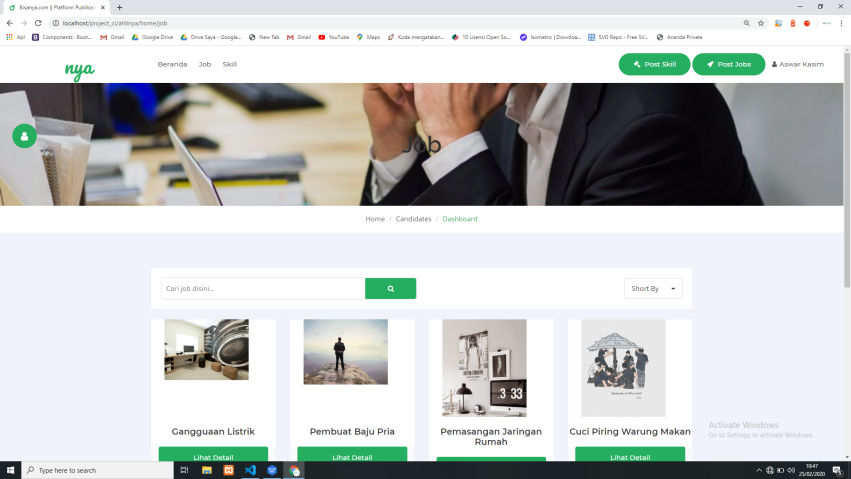 Bisanya.com || Platform Publikasi
localhost/project_ci/ahlinya/home/job
Apl
Components · Boot...
Gmail
Google Drive
Drive Saya - Google...
New Tab
Gmail
YouTube
Maps
Kode mengatakan...
10 Lisenci Open So...
Isometric | Downloa...
SVG Repo - Free SV...
Ananda Private
nya
Beranda Job Skill
Post Skill
Post Jobs
Aswar Kasim
Job
Home / Candidates / Dashboard
Cari job disini...
Short By
3 33
Gangguaan Listrik
Pembuat Baju Pria
Pemasangan Jaringan
Rumah
Cuci Piring Warung Makan
Lihat Detail
Lihat Detail
Lihat Detail
Activate Windows
Go to Settings to activate Windows.
Type here to search
10:47
25/02/2020